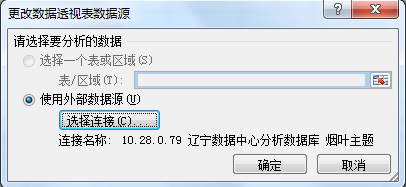 更改数据透视表数据源
请选择要分析的数据
选择一个表或区域(S)
表/区域(T):
使用外部数据源(U)
选择连接(C)...
连接名称: 10.28.0.79 辽宁数据中心分析数据库 烟叶主题
确定 取消